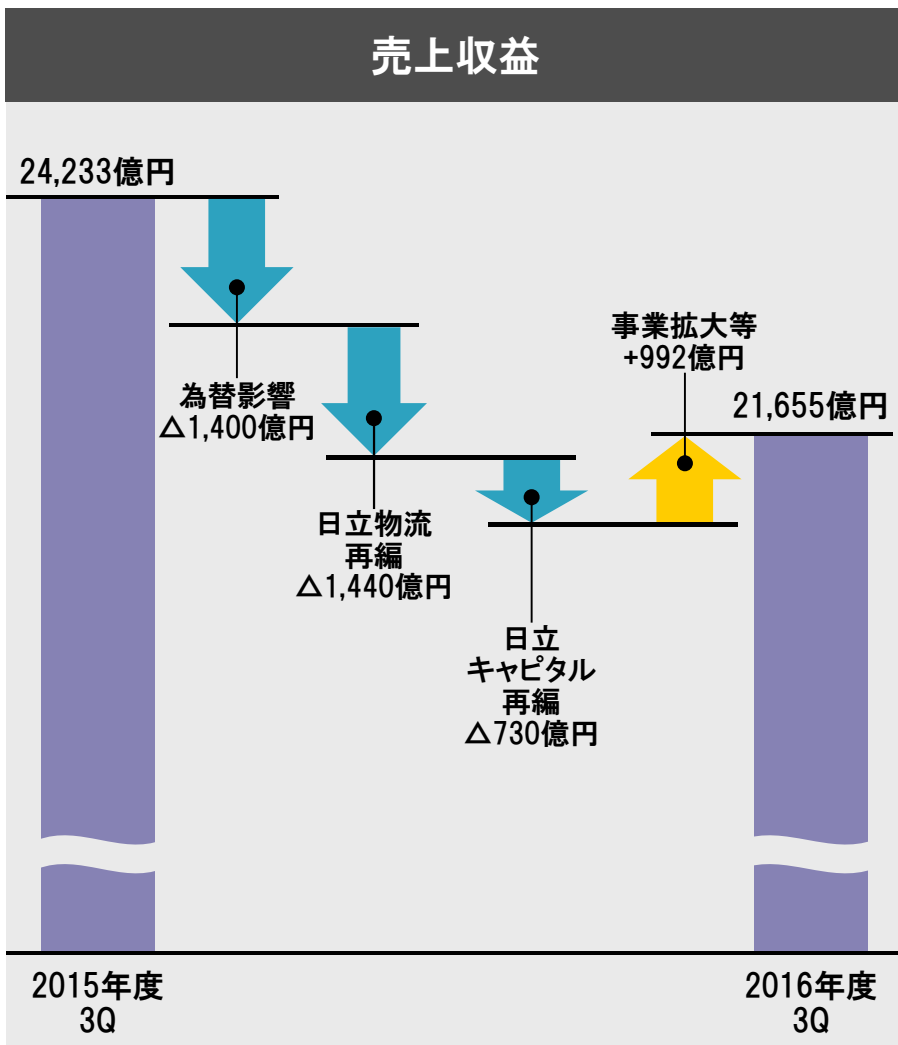 売上収益
24,233億円
為替影響
△1,400億円
日立物流
再編
△1,440億円
日立
キャピタル
再編
△730億円
事業拡大等
+992億円
21,655億円
2015年度
3Q
2016年度
3Q